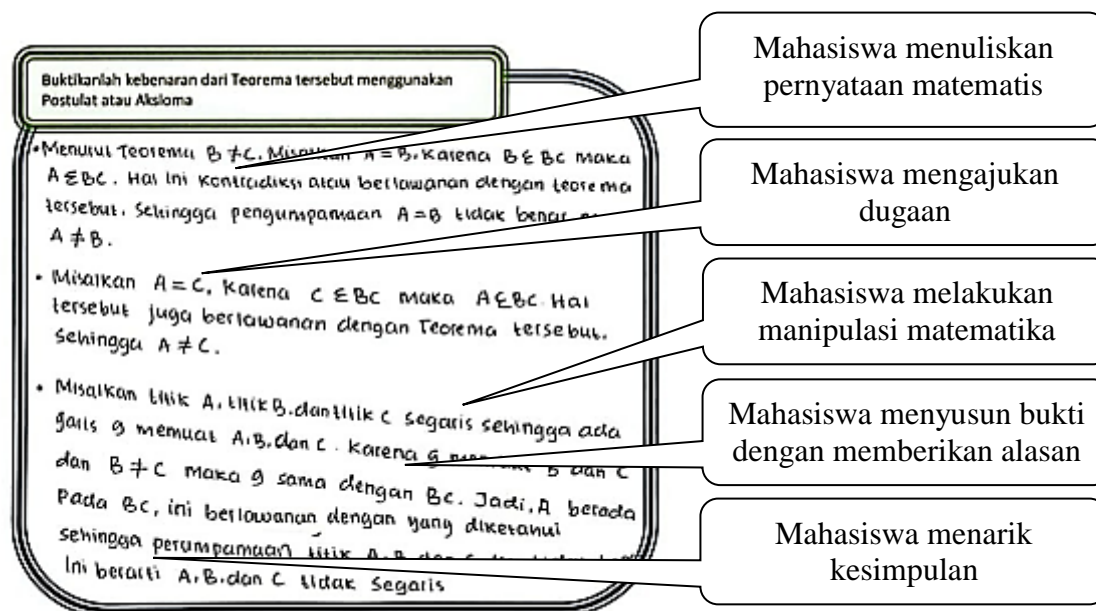 Buktikanlah kebenaran dari Teorema tersebut menggunakan
Postulat atau Aksioma
• Menurut Teorema B ≠ C. Misalkan A = B. Karena B ∈ BC maka
A ∈ BC. Hal ini kontradiksi atau berlawanan dengan teorema
tersebut. Sehingga pengumpamaan A = B tidak benar
A ≠ B.
• Misalkan A = C. Karena C ∈ BC maka A ∈ BC. Hal
tersebut juga berlawanan dengan Teorema tersebut.
Sehingga A ≠ C.
• Misalkan titik A, titik B, dan titik C segaris sehingga ada
garis g memuat A, B, dan C. Karena g B dan C
dan B ≠ C maka g sama dengan BC. Jadi, A berada
Pada BC, ini berlawanan dengan yang diketahui
sehingga perumpamaan titik A, B dan C
Ini berarti A, B, dan C tidak segaris
Mahasiswa menuliskan
pernyataan matematis
Mahasiswa mengajukan
dugaan
Mahasiswa melakukan
manipulasi matematika
Mahasiswa menyusun bukti
dengan memberikan alasan
Mahasiswa menarik
kesimpulan